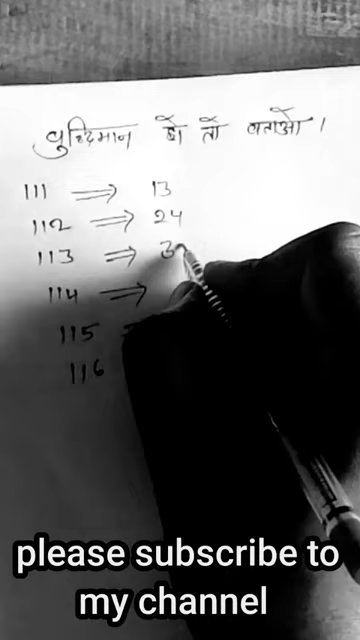 बुद्धिमान हो तो बताओ ।
111 ⟹ 13
112 ⟹ 24
113 ⟹ 3
114 ⟹
115
116
please subscribe to
my channel